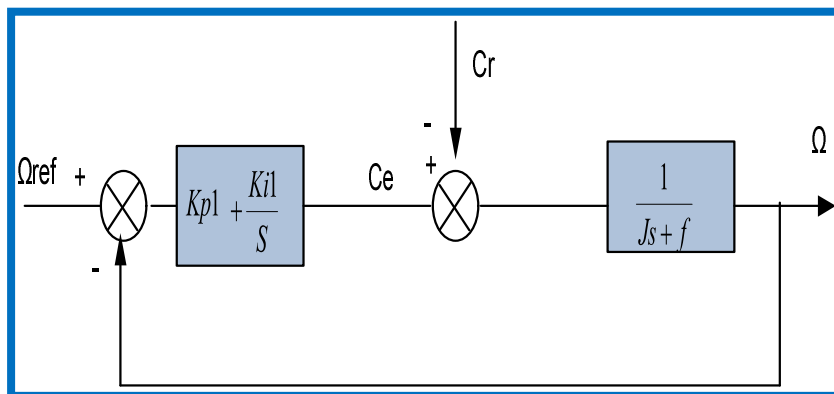 Cr
-
Ωref + Kp1 + Ki1/S Ce + 1/(Js + f) Ω
-